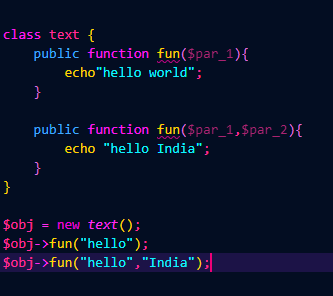 class text {
public function fun($par_1){
echo"hello world";
}
public function fun($par_1,$par_2){
echo "hello India";
}
}
$obj = new text();
$obj->fun("hello");
$obj->fun("hello","India");